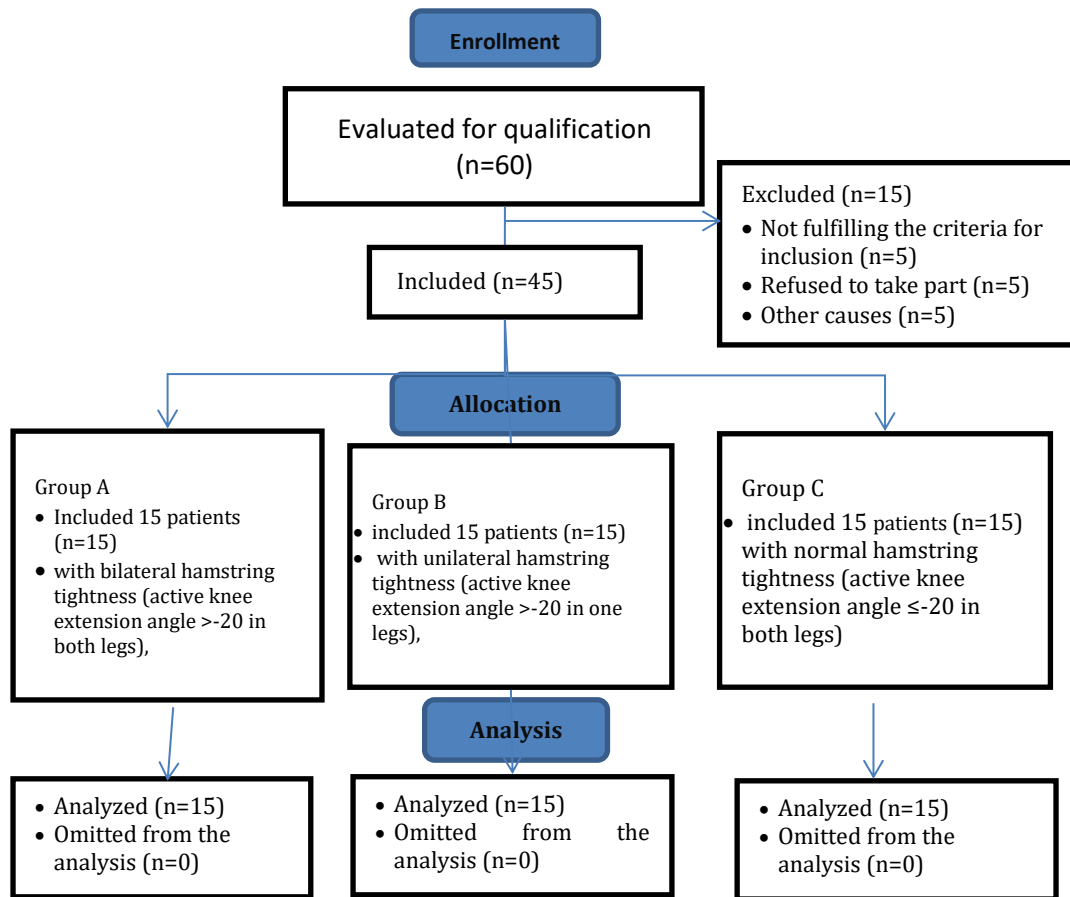 Enrollment
Evaluated for qualification
(n=60)
Excluded (n=15)
• Not fulfilling the criteria for
inclusion (n=5)
• Refused to take part (n=5)
• Other causes (n=5)
Included (n=45)
Allocation
Group A
• Included 15 patients
(n=15)
• with bilateral hamstring
tightness (active knee
extension angle >-20 in
both legs),
Group B
• included 15 patients (n=15)
• with unilateral hamstring
tightness (active knee
extension angle >-20 in one
legs),
Group C
• included 15 patients (n=15)
with normal hamstring
tightness (active knee
extension angle ≤-20 in
both legs)
Analysis
• Analyzed (n=15)
• Omitted from the
analysis (n=0)
• Analyzed (n=15)
• Omitted from the
analysis (n=0)
• Analyzed (n=15)
• Omitted from the
analysis (n=0)